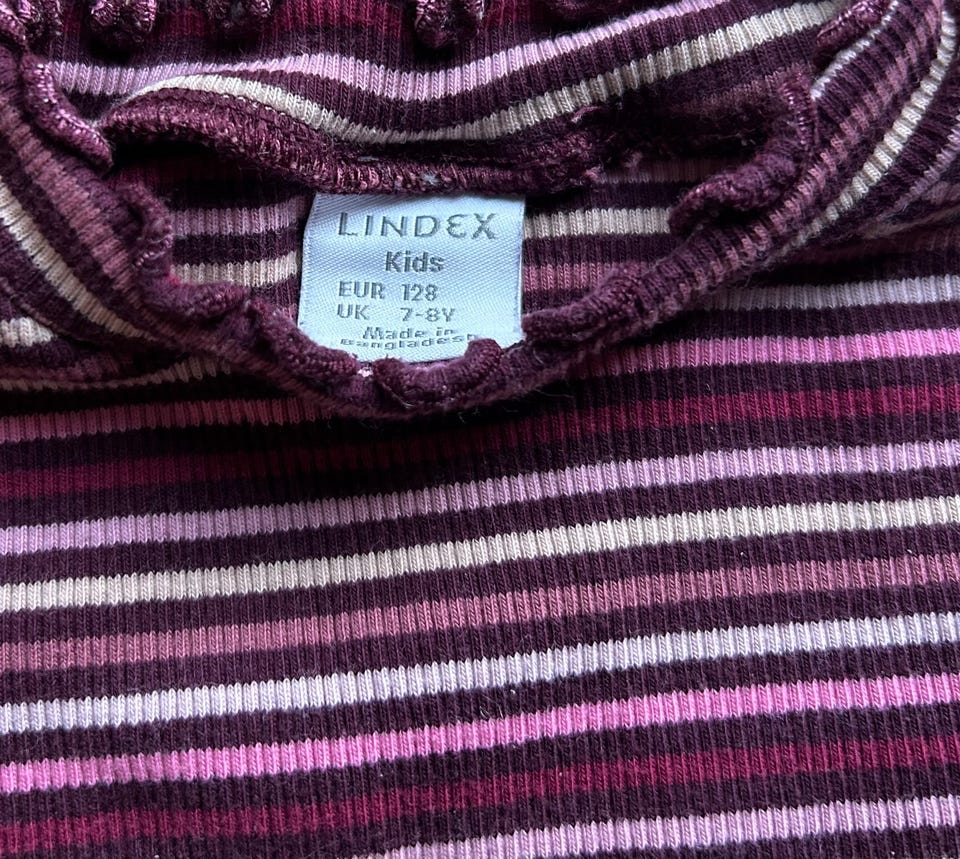 LINDEX
Kids
EUR 128
UK 7-8Y
Made in
Bangladesh